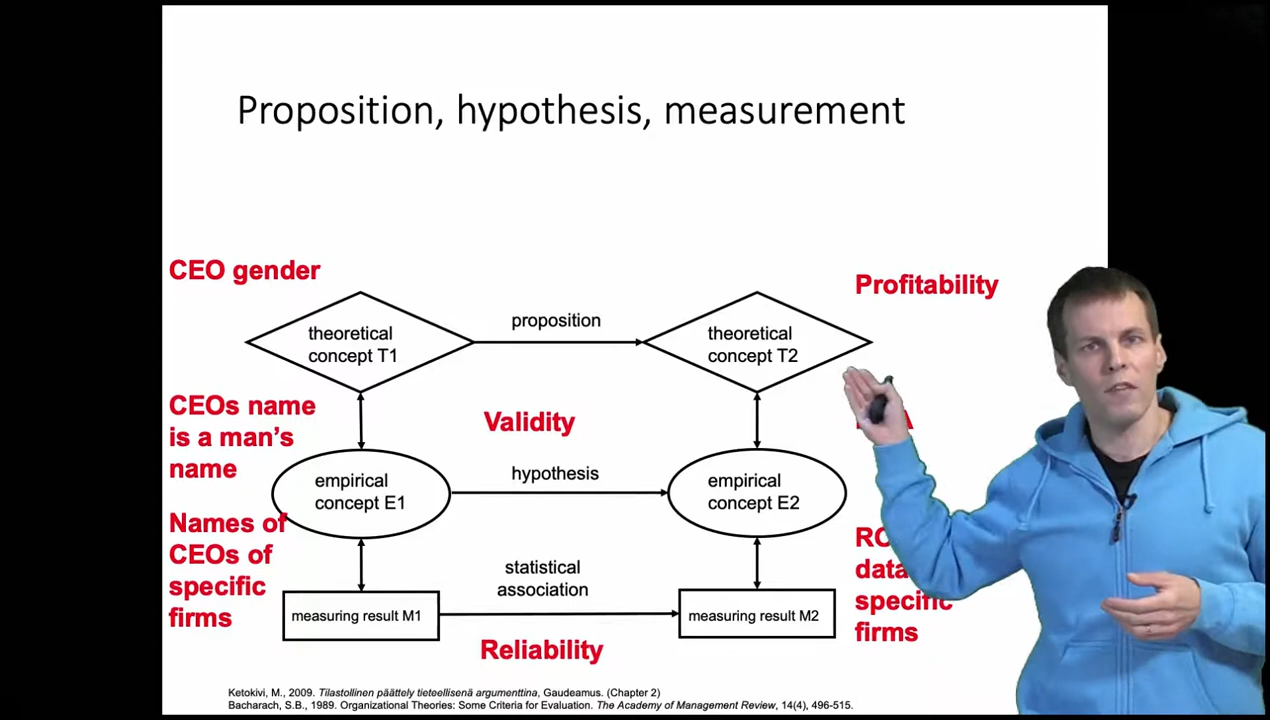 Proposition, hypothesis, measurement
CEO gender
Profitability
proposition
theoretical
concept T1
theoretical
concept T2
CEOs name
is a man's
name
Validity
hypothesis
empirical
concept E1
empirical
concept E2
Names of
CEOs of
specific
firms
data
specific
firms
statistical
association
measuring result M1
measuring result M2
Reliability
Ketokivi, M., 2009. Tilastollinen päättely tieteellisenä argumenttina, Gaudeamus. (Chapter 2)
Bacharach, S.B., 1989. Organizational Theories: Some Criteria for Evaluation. The Academy of Management Review, 14(4), 496-515.